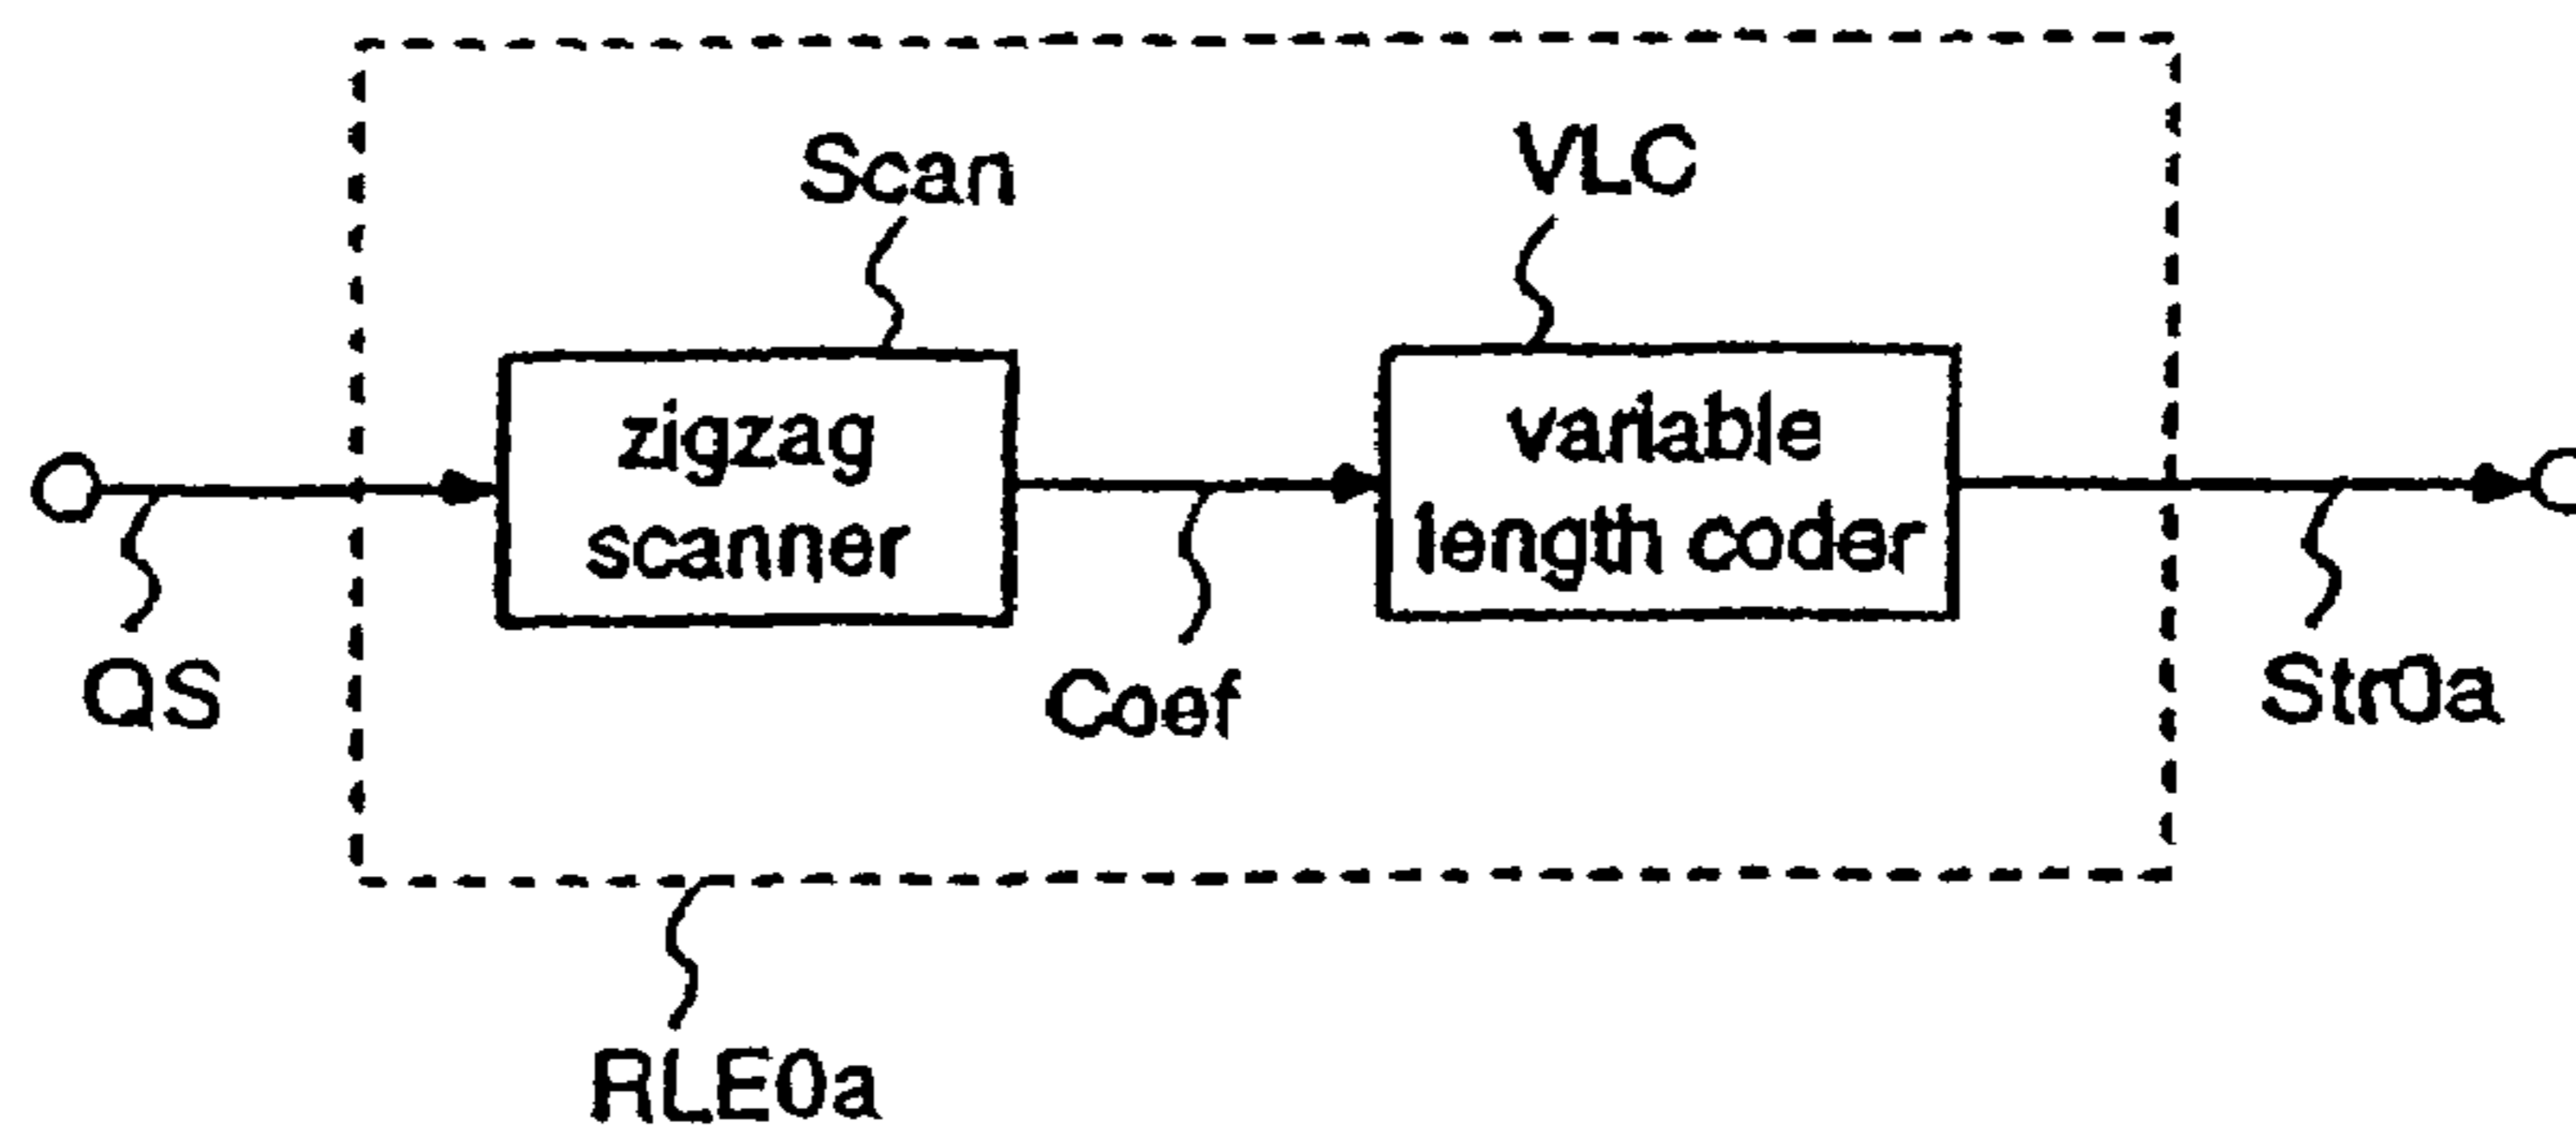 Scan
VLC
zigzag
scanner
variable
length coder
QS
Coef
Str0a
RLE0a